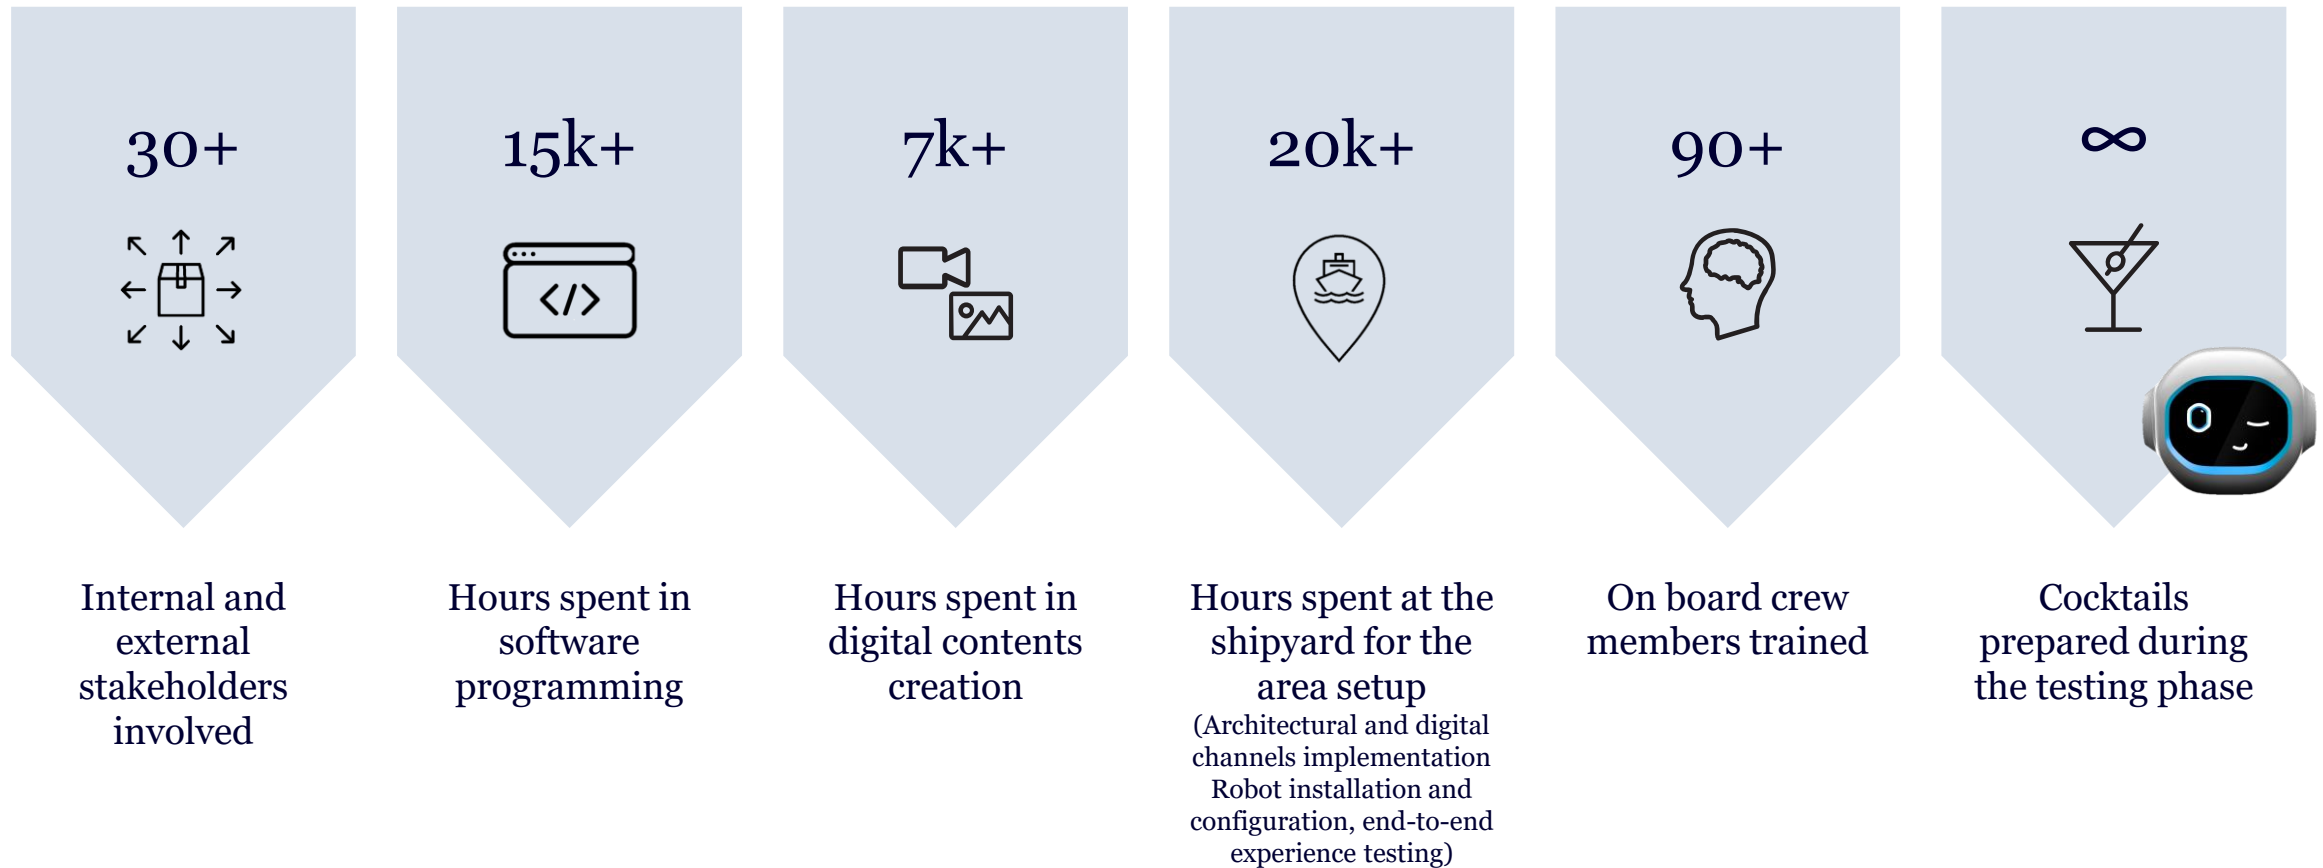 30+
Internal and
external
stakeholders
involved
15k+
</>
Hours spent in
software
programming
7k+
Hours spent in
digital contents
creation
20k+
Hours spent at the
shipyard for the
area setup
(Architectural and digital
channels implementation
Robot installation and
configuration, end-to-end
experience testing)
90+
On board crew
members trained
∞
Cocktails
prepared during
the testing phase